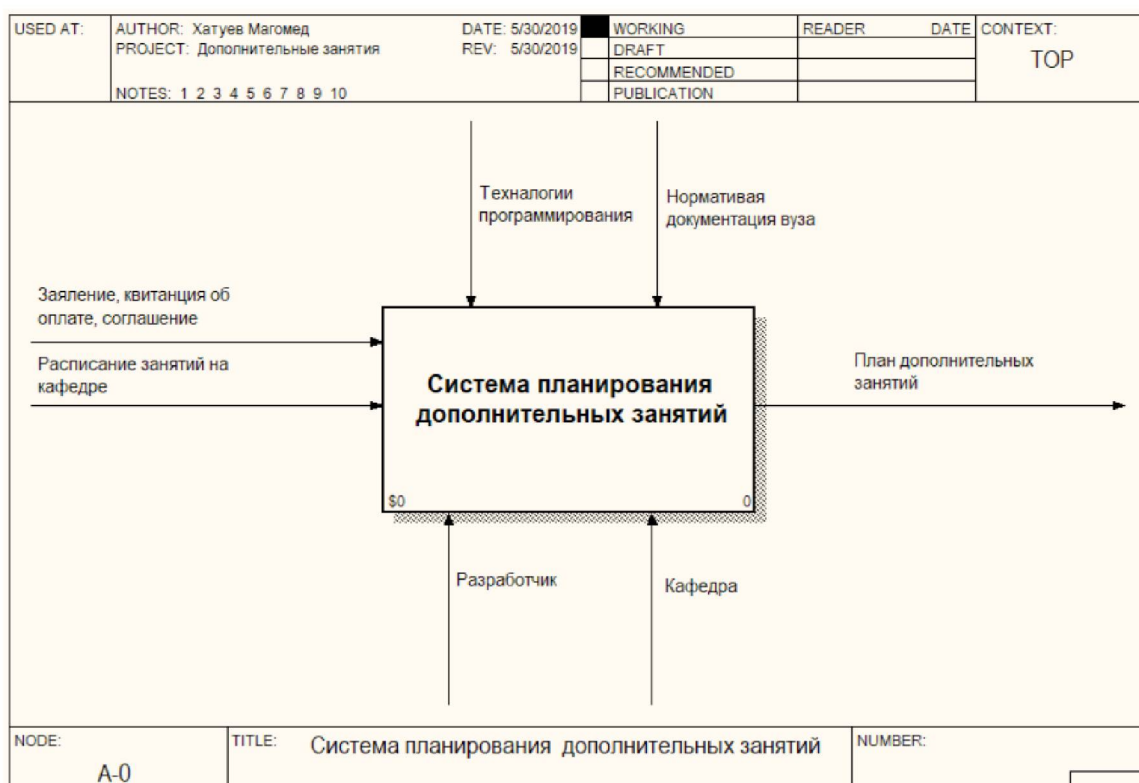 USED AT:
AUTHOR: Хатуев Магомед
DATE: 5/30/2019
WORKING
READER
DATE
CONTEXT:
PROJECT: Дополнительные занятия
REV: 5/30/2019
DRAFT
TOP
RECOMMENDED
NOTES: 1 2 3 4 5 6 7 8 9 10
PUBLICATION
Техналогии
программирования
Нормативая
документация вуза
Заяление, квитанция об
оплате, соглашение
Расписание занятий на
кафедре
Система планирования
дополнительных занятий
$0
0
План дополнительных
занятий
Разработчик
Кафедра
NODE:
TITLE:
Система планирования дополнительных занятий
NUMBER:
A-0